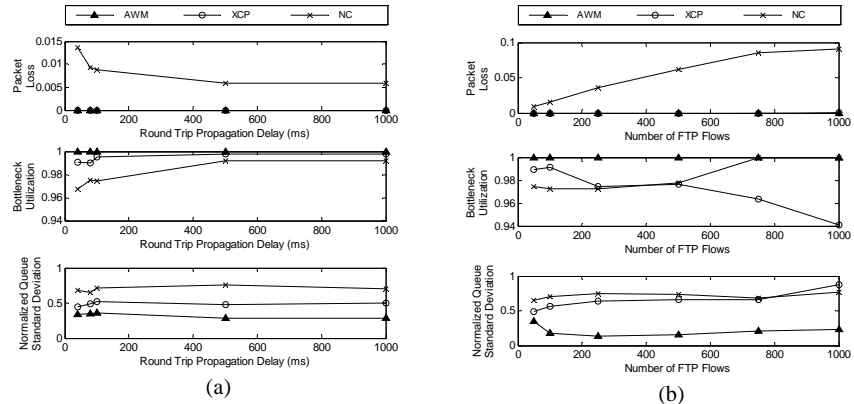 AWM XCP NC
0.015
0.01
0.005
0
Packet
Loss
0 200 400 600 800 1000
Round Trip Propagation Delay (ms)
1
0.98
0.96
0.94
Bottleneck
Utilization
0 200 400 600 800 1000
Round Trip Propagation Delay (ms)
1
0.5
0
Normalized Queue
Standard Deviation
0 200 400 600 800 1000
Round Trip Propagation Delay (ms)
(a)
AWM XCP NC
0.1
0.05
0
Packet
Loss
0 200 400 600 800 1000
Number of FTP Flows
1
0.98
0.96
0.94
Bottleneck
Utilization
0 200 400 600 800 1000
Number of FTP Flows
1
0.5
0
Normalized Queue
Standard Deviation
0 200 400 600 800 1000
Number of FTP Flows
(b)